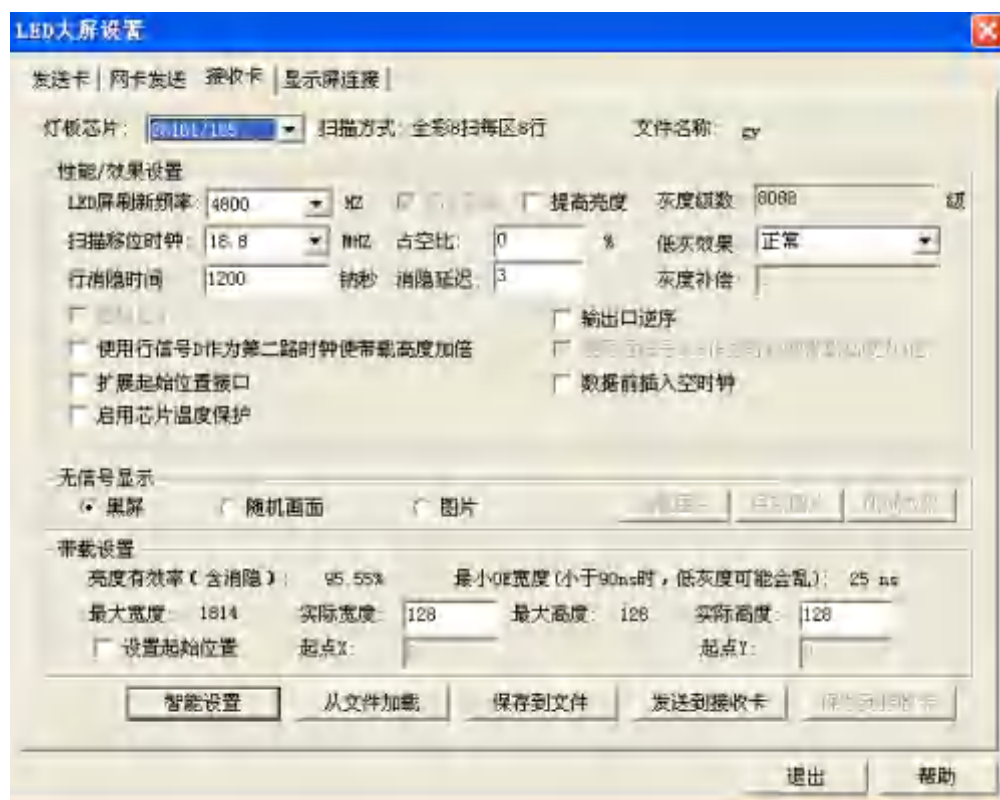 LED大屏设置
发送卡 网卡发送 接收卡 显示屏连接
灯板芯片: 扫描方式: 全彩8扫每区8行 文件名称: gy
性能/效果设置
LED屏刷新频率: 4800 HZ 提高亮度 灰度级数 级
扫描移位时钟: 18.8 MHZ 占空比: 0 % 低灰效果 正常
行消隐时间 1200 钠秒 消隐延迟: 3 灰度补偿
输出口逆序
使用行信号D作为第二路时钟使带载高度加倍
扩展起始位置接口 数据前插入空时钟
启用芯片温度保护
无信号显示
黑屏 随机画面 图片
带载设置
亮度有效率(含消隐): 95.55% 最小OE宽度(小于90ns时,低灰度可能会乱): 25 ns
最大宽度: 1814 实际宽度: 128 最大高度: 128 实际高度: 128
设置起始位置 起点X: 起点Y:
智能设置 从文件加载 保存到文件 发送到接收卡
退出 帮助